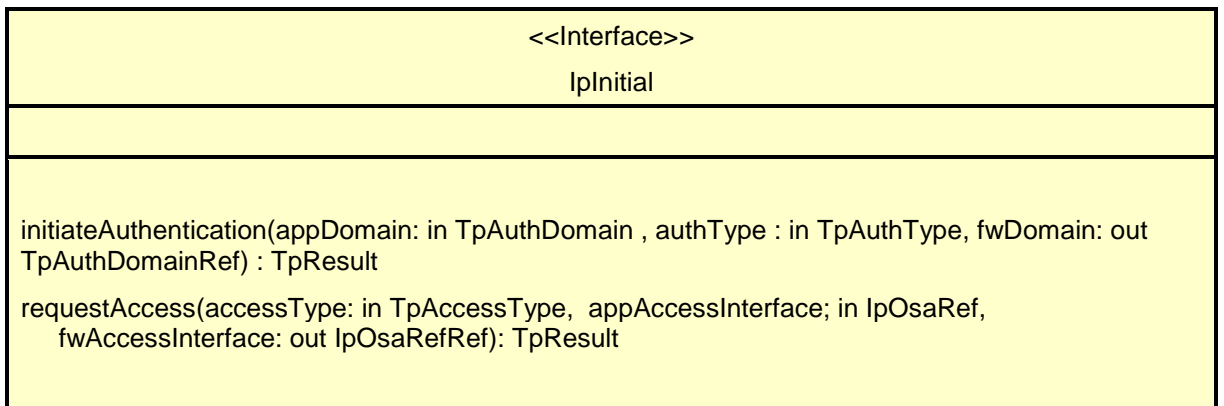 <<Interface>>
IpInitial
initiateAuthentication(appDomain: in TpAuthDomain , authType : in TpAuthType, fwDomain: out
TpAuthDomainRef) : TpResult
requestAccess(accessType: in TpAccessType, appAccessInterface; in IpOsaRef,
fwAccessInterface: out IpOsaRefRef): TpResult